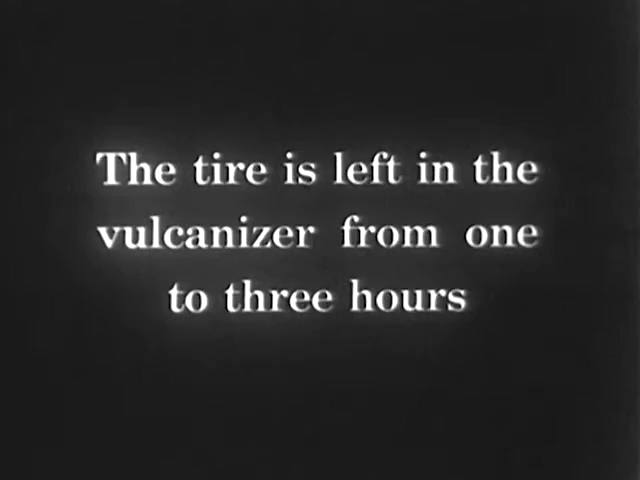 The tire is left in the
vulcanizer from one
to three hours